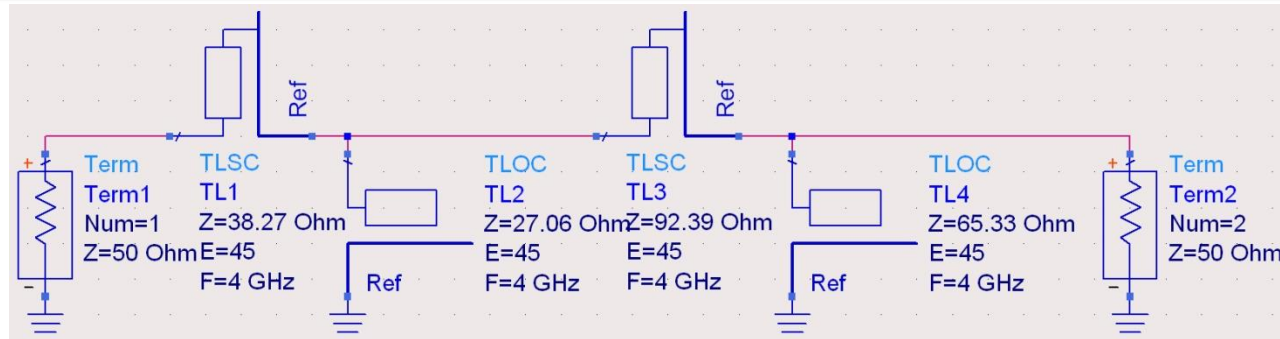 Ref
Ref
+
Term
Term1
Num=1
Z=50 Ohm
-
TLSC
TL1
Z=38.27 Ohm
E=45
F=4 GHz
Ref
TLOC
TL2
Z=27.06 Ohm
E=45
F=4 GHz
TLSC
TL3
Z=92.39 Ohm
E=45
F=4 GHz
Ref
TLOC
TL4
Z=65.33 Ohm
E=45
F=4 GHz
+
Term
Term2
Num=2
Z=50 Ohm
-